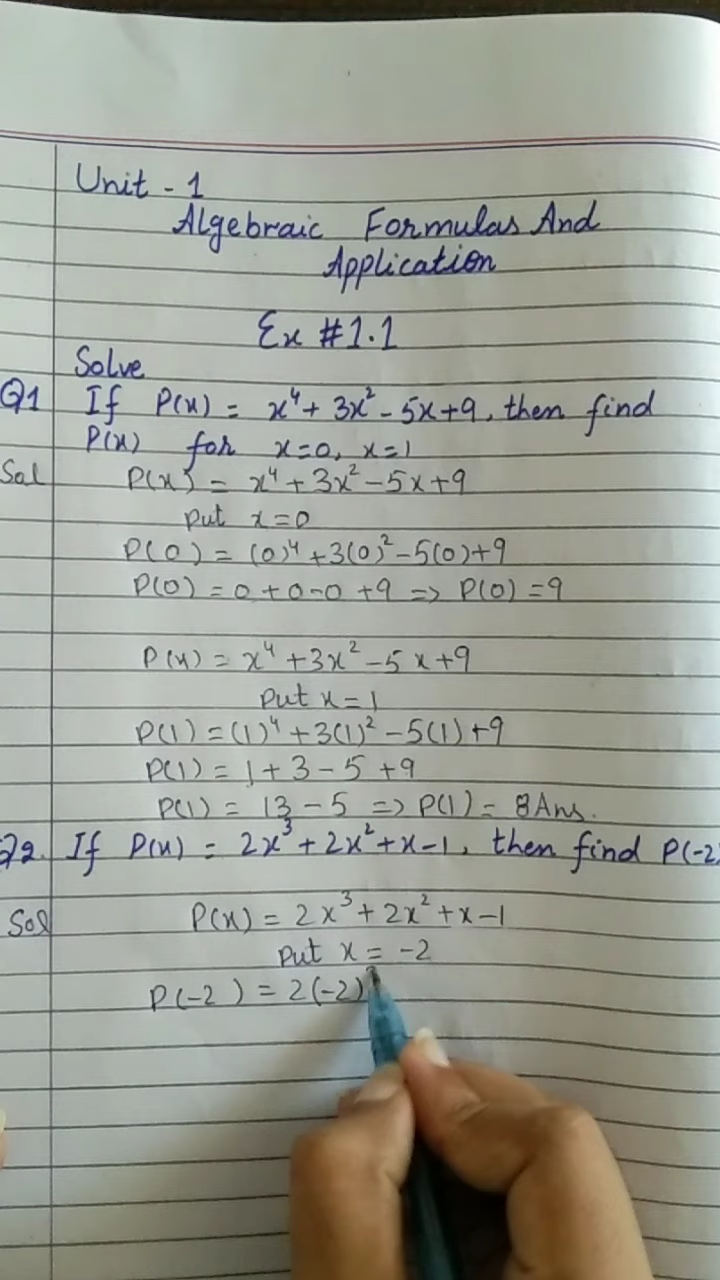 Unit - 1
Algebraic Formulas And
Application
Ex #1.1
Solve
Q1 If P(x) = x⁴ + 3x² - 5x + 9, then find
P(x) for x=0, x=1
Sol P(x) = x⁴ + 3x² - 5x + 9
Put x=0
P(0) = (0)⁴ + 3(0)² - 5(0) + 9
P(0) = 0 + 0 - 0 + 9 => P(0) = 9
P(x) = x⁴ + 3x² - 5x + 9
Put x = 1
P(1) = (1)⁴ + 3(1)² - 5(1) + 9
P(1) = 1 + 3 - 5 + 9
P(1) = 13 - 5 => P(1) = 8 Ans.
Q2. If P(x) = 2x³ + 2x² + x - 1, then find P(-2)
Sol P(x) = 2x³ + 2x² + x - 1
Put x = -2
P(-2) = 2(-2)